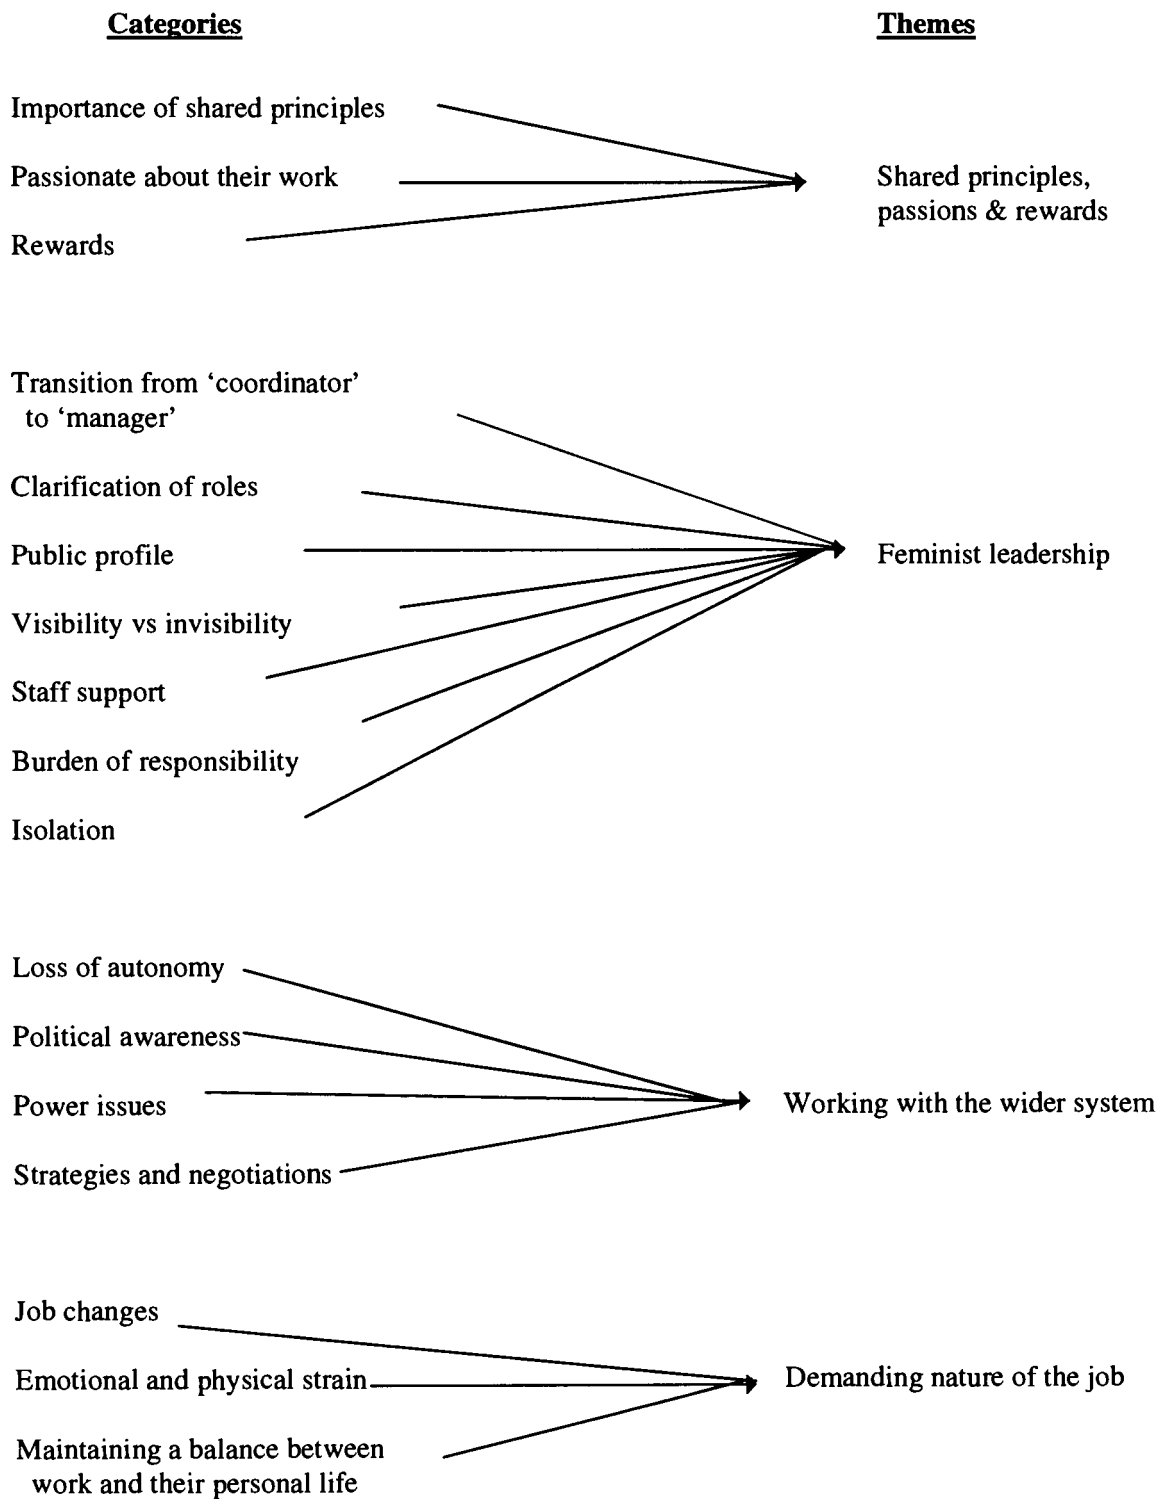 Categories
Themes
Importance of shared principles
Passionate about their work
Shared principles,
passions & rewards
Rewards
Transition from ‘coordinator’
to ‘manager’
Clarification of roles
Public profile
Feminist leadership
Visibility vs invisibility
Staff support
Burden of responsibility
Isolation
Loss of autonomy
Political awareness
Power issues
Working with the wider system
Strategies and negotiations
Job changes
Emotional and physical strain
Demanding nature of the job
Maintaining a balance between
work and their personal life